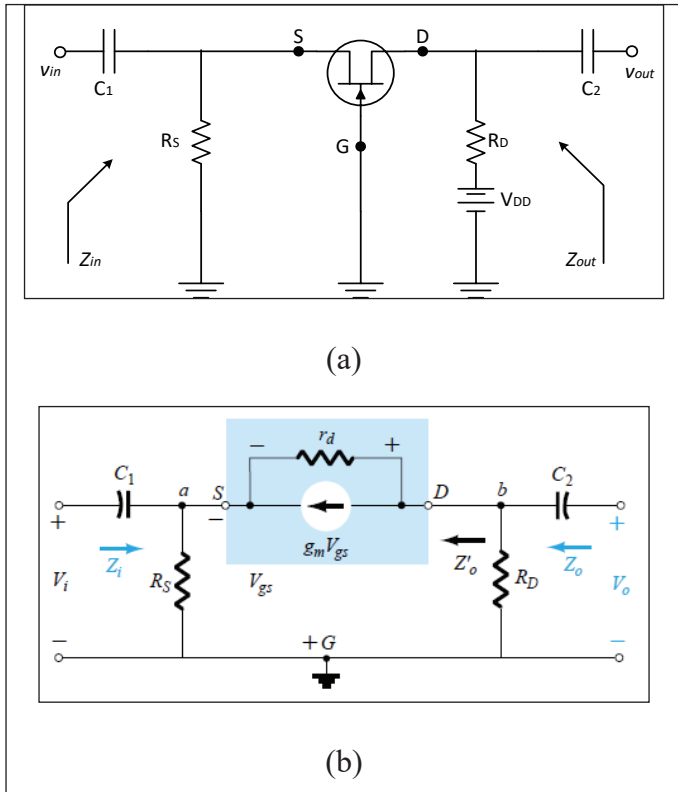 S D
vin C1 C2 vout
RS RD
G
VDD
Zin Zout
(a)
− rd +
C1 a S D b C2
+ − +
gmVgs
Zi Z′o Zo
Vi RS Vgs RD Vo
− + G −
(b)